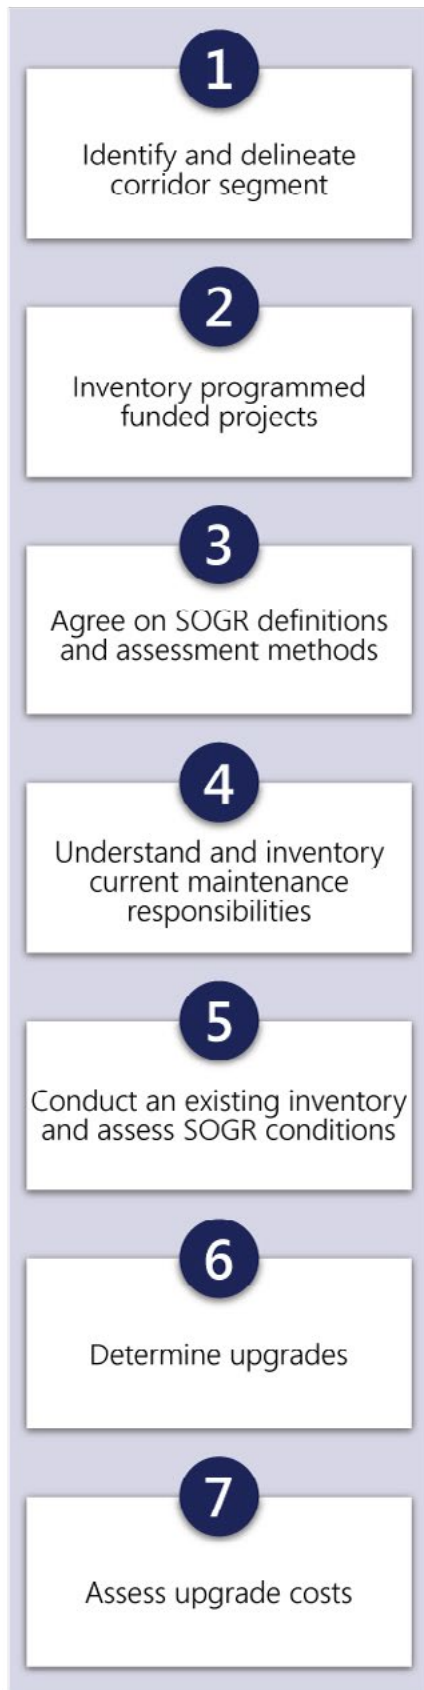 1
Identify and delineate
corridor segment
2
Inventory programmed
funded projects
3
Agree on SOGR definitions
and assessment methods
4
Understand and inventory
current maintenance
responsibilities
5
Conduct an existing inventory
and assess SOGR conditions
6
Determine upgrades
7
Assess upgrade costs